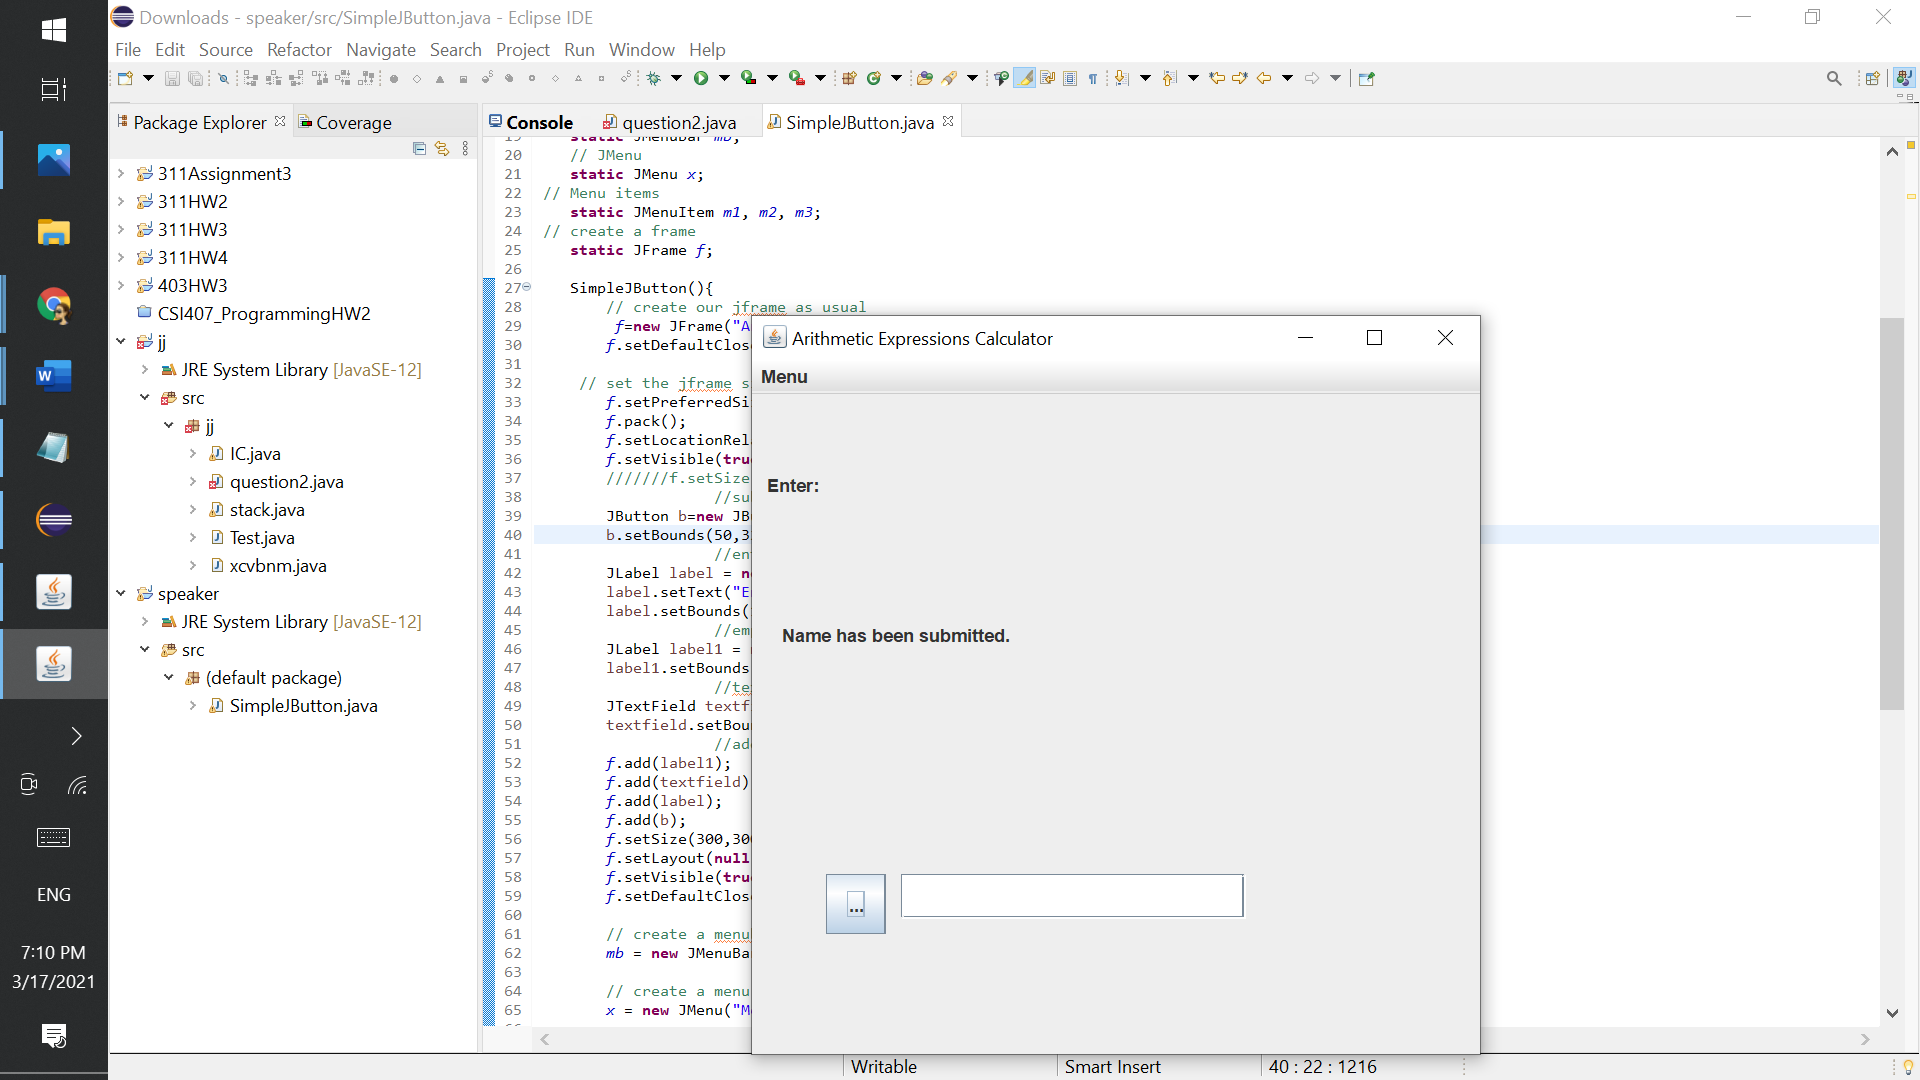 Downloads - speaker/src/SimpleJButton.java - Eclipse IDE
File Edit Source Refactor Navigate Search Project Run Window Help
Package Explorer Coverage
Console question2.java SimpleJButton.java
311Assignment3
311HW2
311HW3
311HW4
403HW3
CSI407_ProgrammingHW2
jj
JRE System Library [JavaSE-12]
src
jj
IC.java
question2.java
stack.java
Test.java
xcvbnm.java
speaker
JRE System Library [JavaSE-12]
src
(default package)
SimpleJButton.java
19 static JMenuBar mb;
20 // JMenu
21 static JMenu x;
22 // Menu items
23 static JMenuItem m1, m2, m3;
24 // create a frame
25 static JFrame f;
26
27 SimpleJButton(){
28 // create our jframe as usual
29 f=new JFrame("A
30 f.setDefaultClos
31
32 // set the jframe s
33 f.setPreferredSi
34 f.pack();
35 f.setLocationRel
36 f.setVisible(tru
37 ///////f.setSize
38 //su
39 JButton b=new JB
40 b.setBounds(50,3
41 //en
42 JLabel label = n
43 label.setText("E
44 label.setBounds(
45 //em
46 JLabel label1 =
47 label1.setBounds
48 //te
49 JTextField textf
50 textfield.setBou
51 //ad
52 f.add(label1);
53 f.add(textfield)
54 f.add(label);
55 f.add(b);
56 f.setSize(300,30
57 f.setLayout(null
58 f.setVisible(tru
59 f.setDefaultClos
60
61 // create a menu
62 mb = new JMenuBa
63
64 // create a menu
65 x = new JMenu("M
Arithmetic Expressions Calculator
Menu
Enter:
Name has been submitted.
...
Writable Smart Insert 40 : 22 : 1216
ENG
7:10 PM
3/17/2021